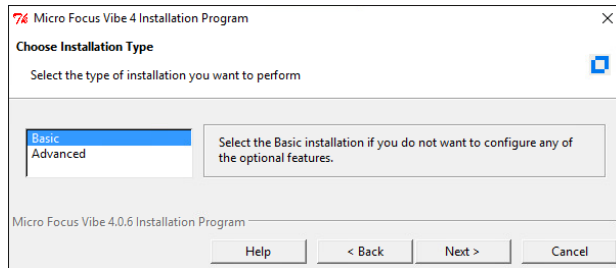 Micro Focus Vibe 4 Installation Program
Choose Installation Type
Select the type of installation you want to perform
Basic
Advanced
Select the Basic installation if you do not want to configure any of
the optional features.
Micro Focus Vibe 4.0.6 Installation Program
Help < Back Next > Cancel